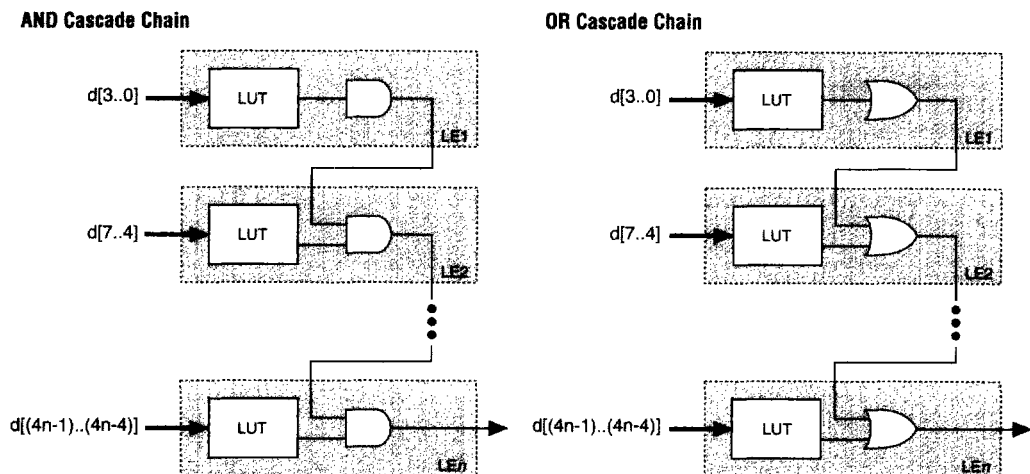 AND Cascade Chain
d[3..0]
LUT
LE1
d[7..4]
LUT
LE2
d[(4n-1)..(4n-4)]
LUT
LEn
OR Cascade Chain
d[3..0]
LUT
LE1
d[7..4]
LUT
LE2
d[(4n-1)..(4n-4)]
LUT
LEn